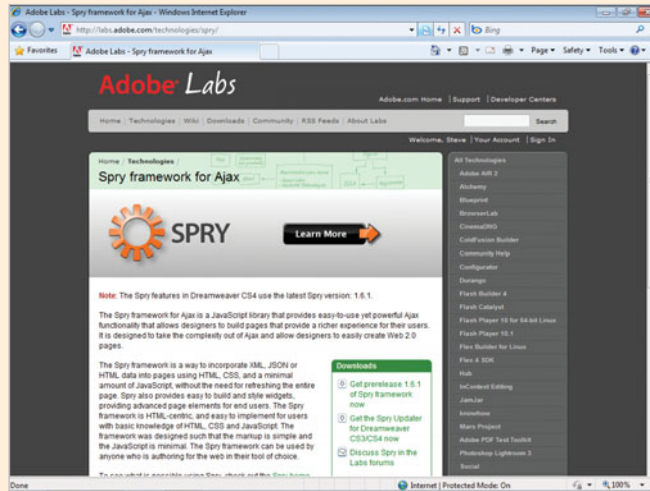 Adobe Labs - Spry framework for Ajax - Windows Internet Explorer
http://labs.adobe.com/technologies/spry/
Bing
Favorites
Adobe Labs - Spry framework for Ajax
Page
Safety
Tools
Adobe Labs
Adobe.com Home | Support | Developer Centers
Home | Technologies | Wiki | Downloads | Community | RSS Feeds | About Labs
Search
Welcome, Steve | Your Account | Sign In
Home / Technologies /
Spry framework for Ajax
SPRY
Learn More
Note: The Spry features in Dreamweaver CS4 use the latest Spry version: 1.6.1.
The Spry framework for Ajax is a JavaScript library that provides easy-to-use yet powerful Ajax
functionality that allows designers to build pages that provide a richer experience for their users.
It is designed to take the complexity out of Ajax and allow designers to easily create Web 2.0
pages.
The Spry framework is a way to incorporate XML, JSON or
HTML data into pages using HTML, CSS, and a minimal
amount of JavaScript, without the need for refreshing the entire
page. Spry also provides easy to build and style widgets,
providing advanced page elements for end users. The Spry
framework is HTML-centric, and easy to implement for users
with basic knowledge of HTML, CSS and JavaScript. The
framework was designed such that the markup is simple and
the JavaScript is minimal. The Spry framework can be used by
anyone who is authoring for the web in their tool of choice.
To see what is possible using Spry, check out the Spry home
Downloads
Get prerelease 1.6.1
of Spry framework
now
Get the Spry Updater
for Dreamweaver
CS3/CS4 now
Discuss Spry in the
Labs forums
All Technologies
Adobe AIR 2
Alchemy
Blueprint
BrowserLab
CinemaDNG
ColdFusion Builder
Community Help
Configurator
Durango
Flash Builder 4
Flash Catalyst
Flash Player 10 for 64-bit Linux
Flash Player 10.1
Flex Builder for Linux
Flex 4 SDK
Hub
InContext Editing
JamJar
knowhow
Mars Project
Adobe PDF Test Toolkit
Photoshop Lightroom 3
Social
Done
Internet | Protected Mode: On
100%